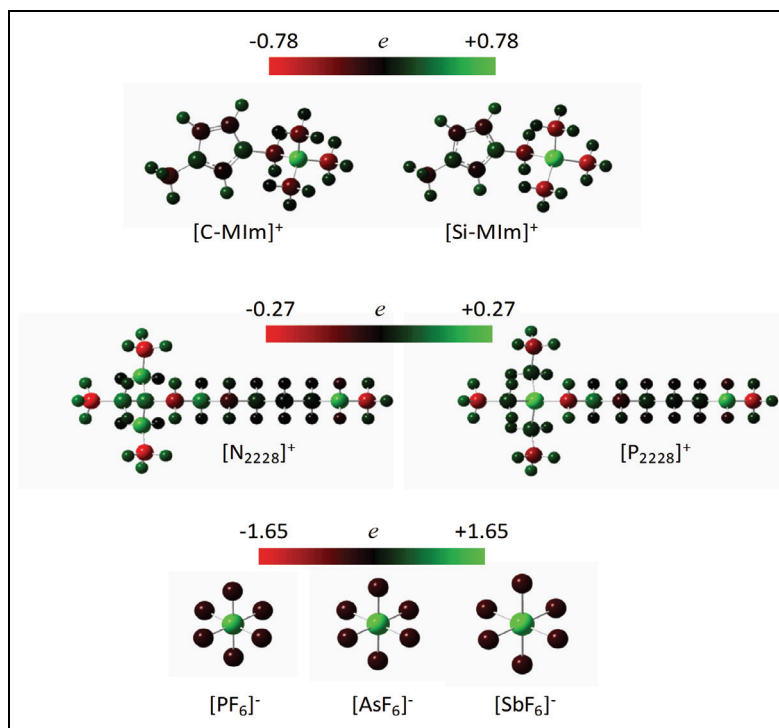 -0.78 e +0.78
[C-MIm]⁺ [Si-MIm]⁺
-0.27 e +0.27
[N₂₂₂₈]⁺ [P₂₂₂₈]⁺
-1.65 e +1.65
[PF₆]⁻ [AsF₆]⁻ [SbF₆]⁻